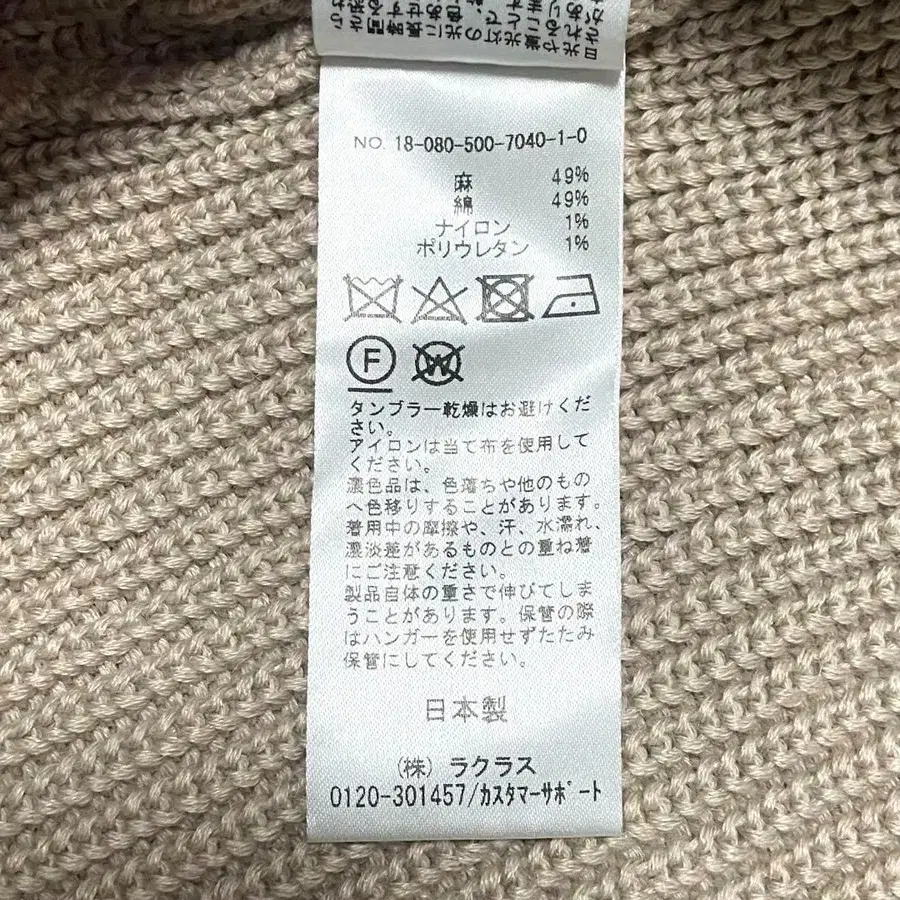 NO. 18-080-500-7040-1-0
麻 49%
綿 49%
ナイロン 1%
ポリウレタン 1%
F
W
タンブラー乾燥はお避けくだ
さい。
アイロンは当て布を使用して
ください。
濃色品は、色落ちや他のもの
へ色移りすることがあります。
着用中の摩擦や、汗、水濡れ、
濃淡差があるものとの重ね着
にご注意ください。
製品自体の重さで伸びてしま
うことがあります。保管の際
はハンガーを使用せずたたみ
保管にしてください。
日本製
(株) ラクラス
0120-301457/ｶｽﾀﾏｰｻﾎﾟｰﾄ